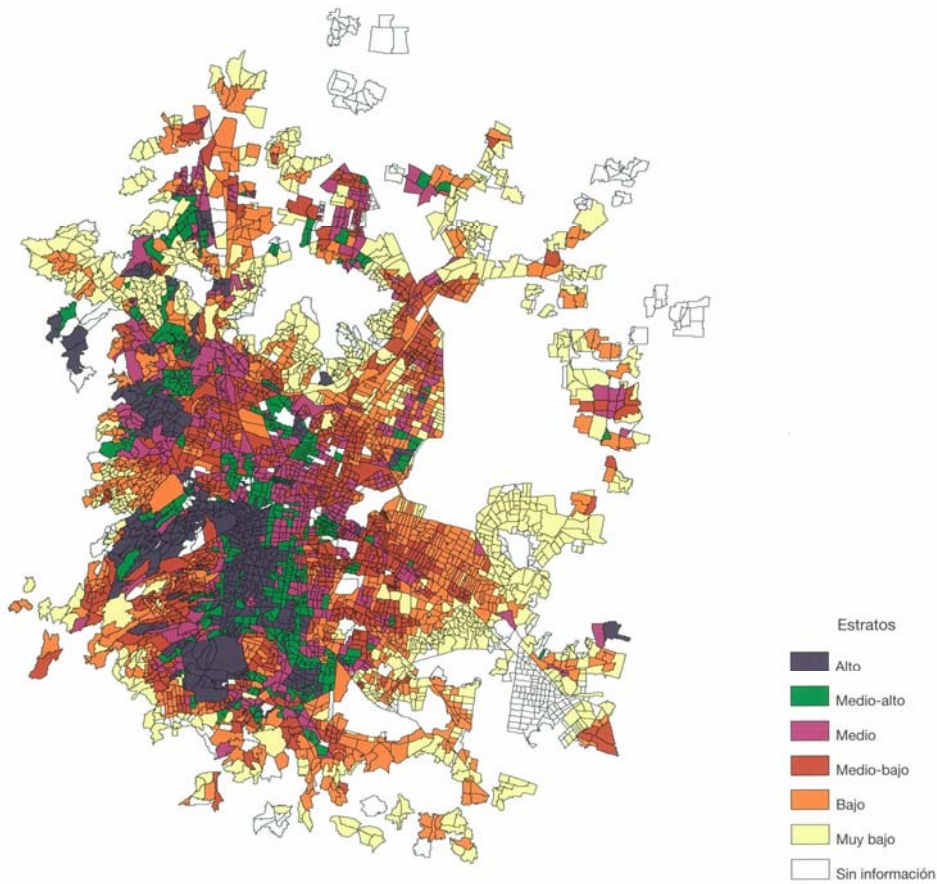 Estratos
Alto
Medio-alto
Medio
Medio-bajo
Bajo
Muy bajo
Sin información